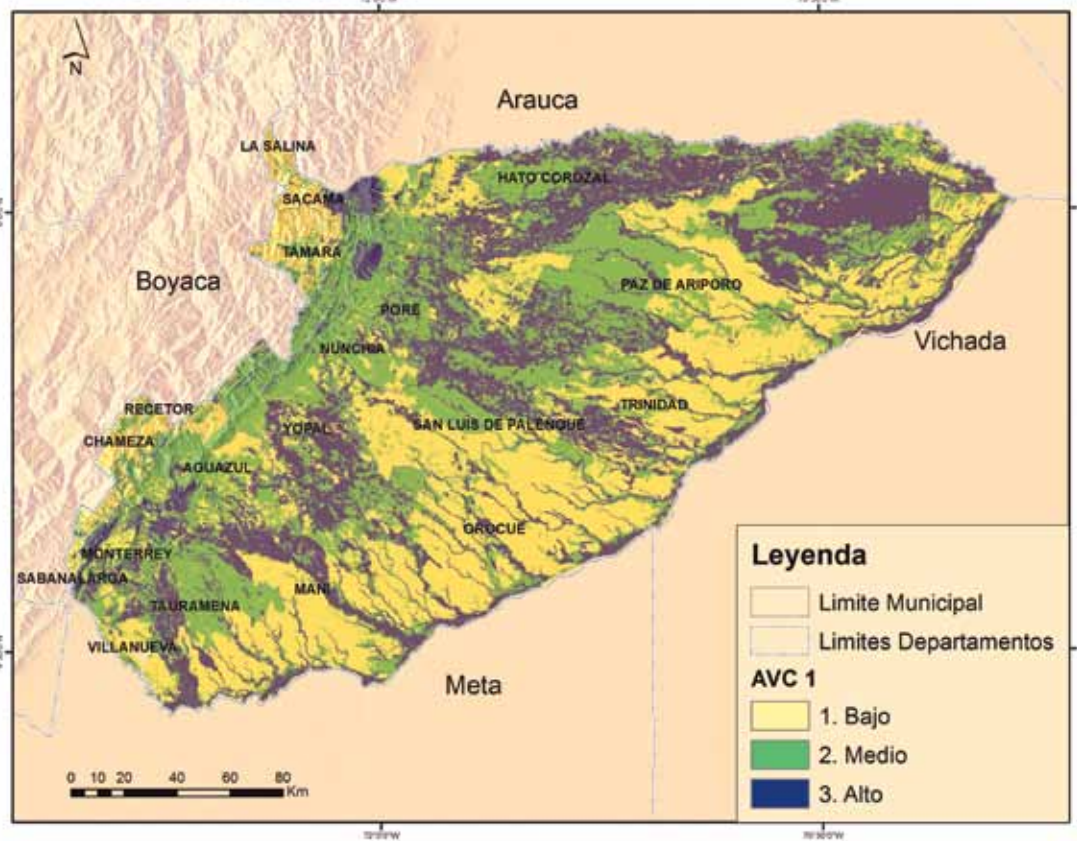 N
Arauca
LA SALINA
HATO COROZAL
SACAMA
TAMARA
Boyaca
PAZ DE ARIPORO
PORE
Vichada
NUNCHIA
RECETOR
TRINIDAD
SAN LUIS DE PALENQUE
YOPAL
CHAMEZA
AGUAZUL
OROCUE
MONTERREY
SABANALARGA
MANI
TAURAMENA
VILLANUEVA
Meta
Leyenda
Limite Municipal
Limites Departamentos
AVC 1
1. Bajo
2. Medio
3. Alto
0 10 20 40 60 80
Km